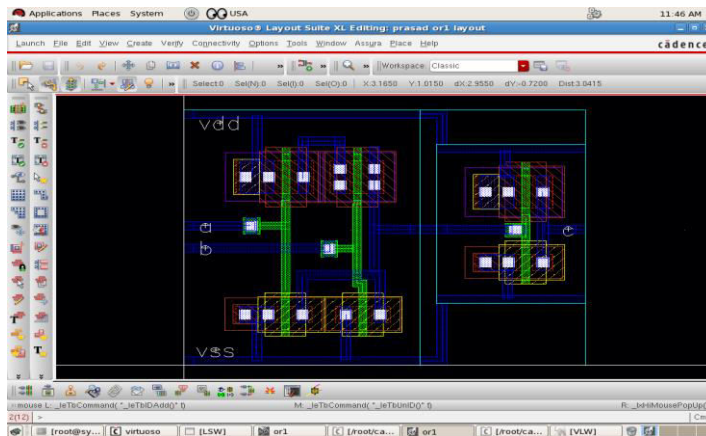 Applications Places System USA 11:46 AM
Virtuoso® Layout Suite XL Editing: prasad or1 layout
Launch File Edit View Create Verify Connectivity Options Tools Window Assura Place Help cādence
Workspace: Classic
Select:0 Sel(N):0 Sel(I):0 Sel(O):0 X:3.1650 Y:1.0150 dX:2.9550 dY:-0.7200 Dist:3.0415
vdd
a
c
b
vss
mouse L: _leTbCommand( "_leTbIDAdd()" t) M: _leTbCommand( "_leTbUnID()" t) R: _lxHiMousePopUp(
2(12) >
[root@sy... virtuoso [LSW] or1 [/root/ca... or1 [/root/ca... [VLW]